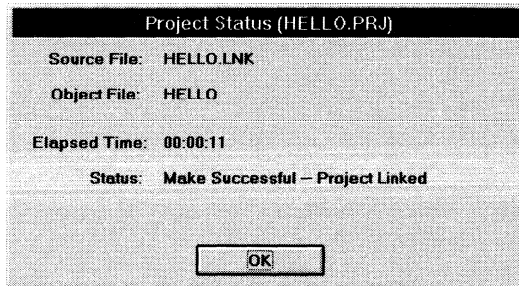 Project Status (HELLO.PRJ)
Source File: HELLO.LNK
Object File: HELLO
Elapsed Time: 00:00:11
Status: Make Successful – Project Linked
OK